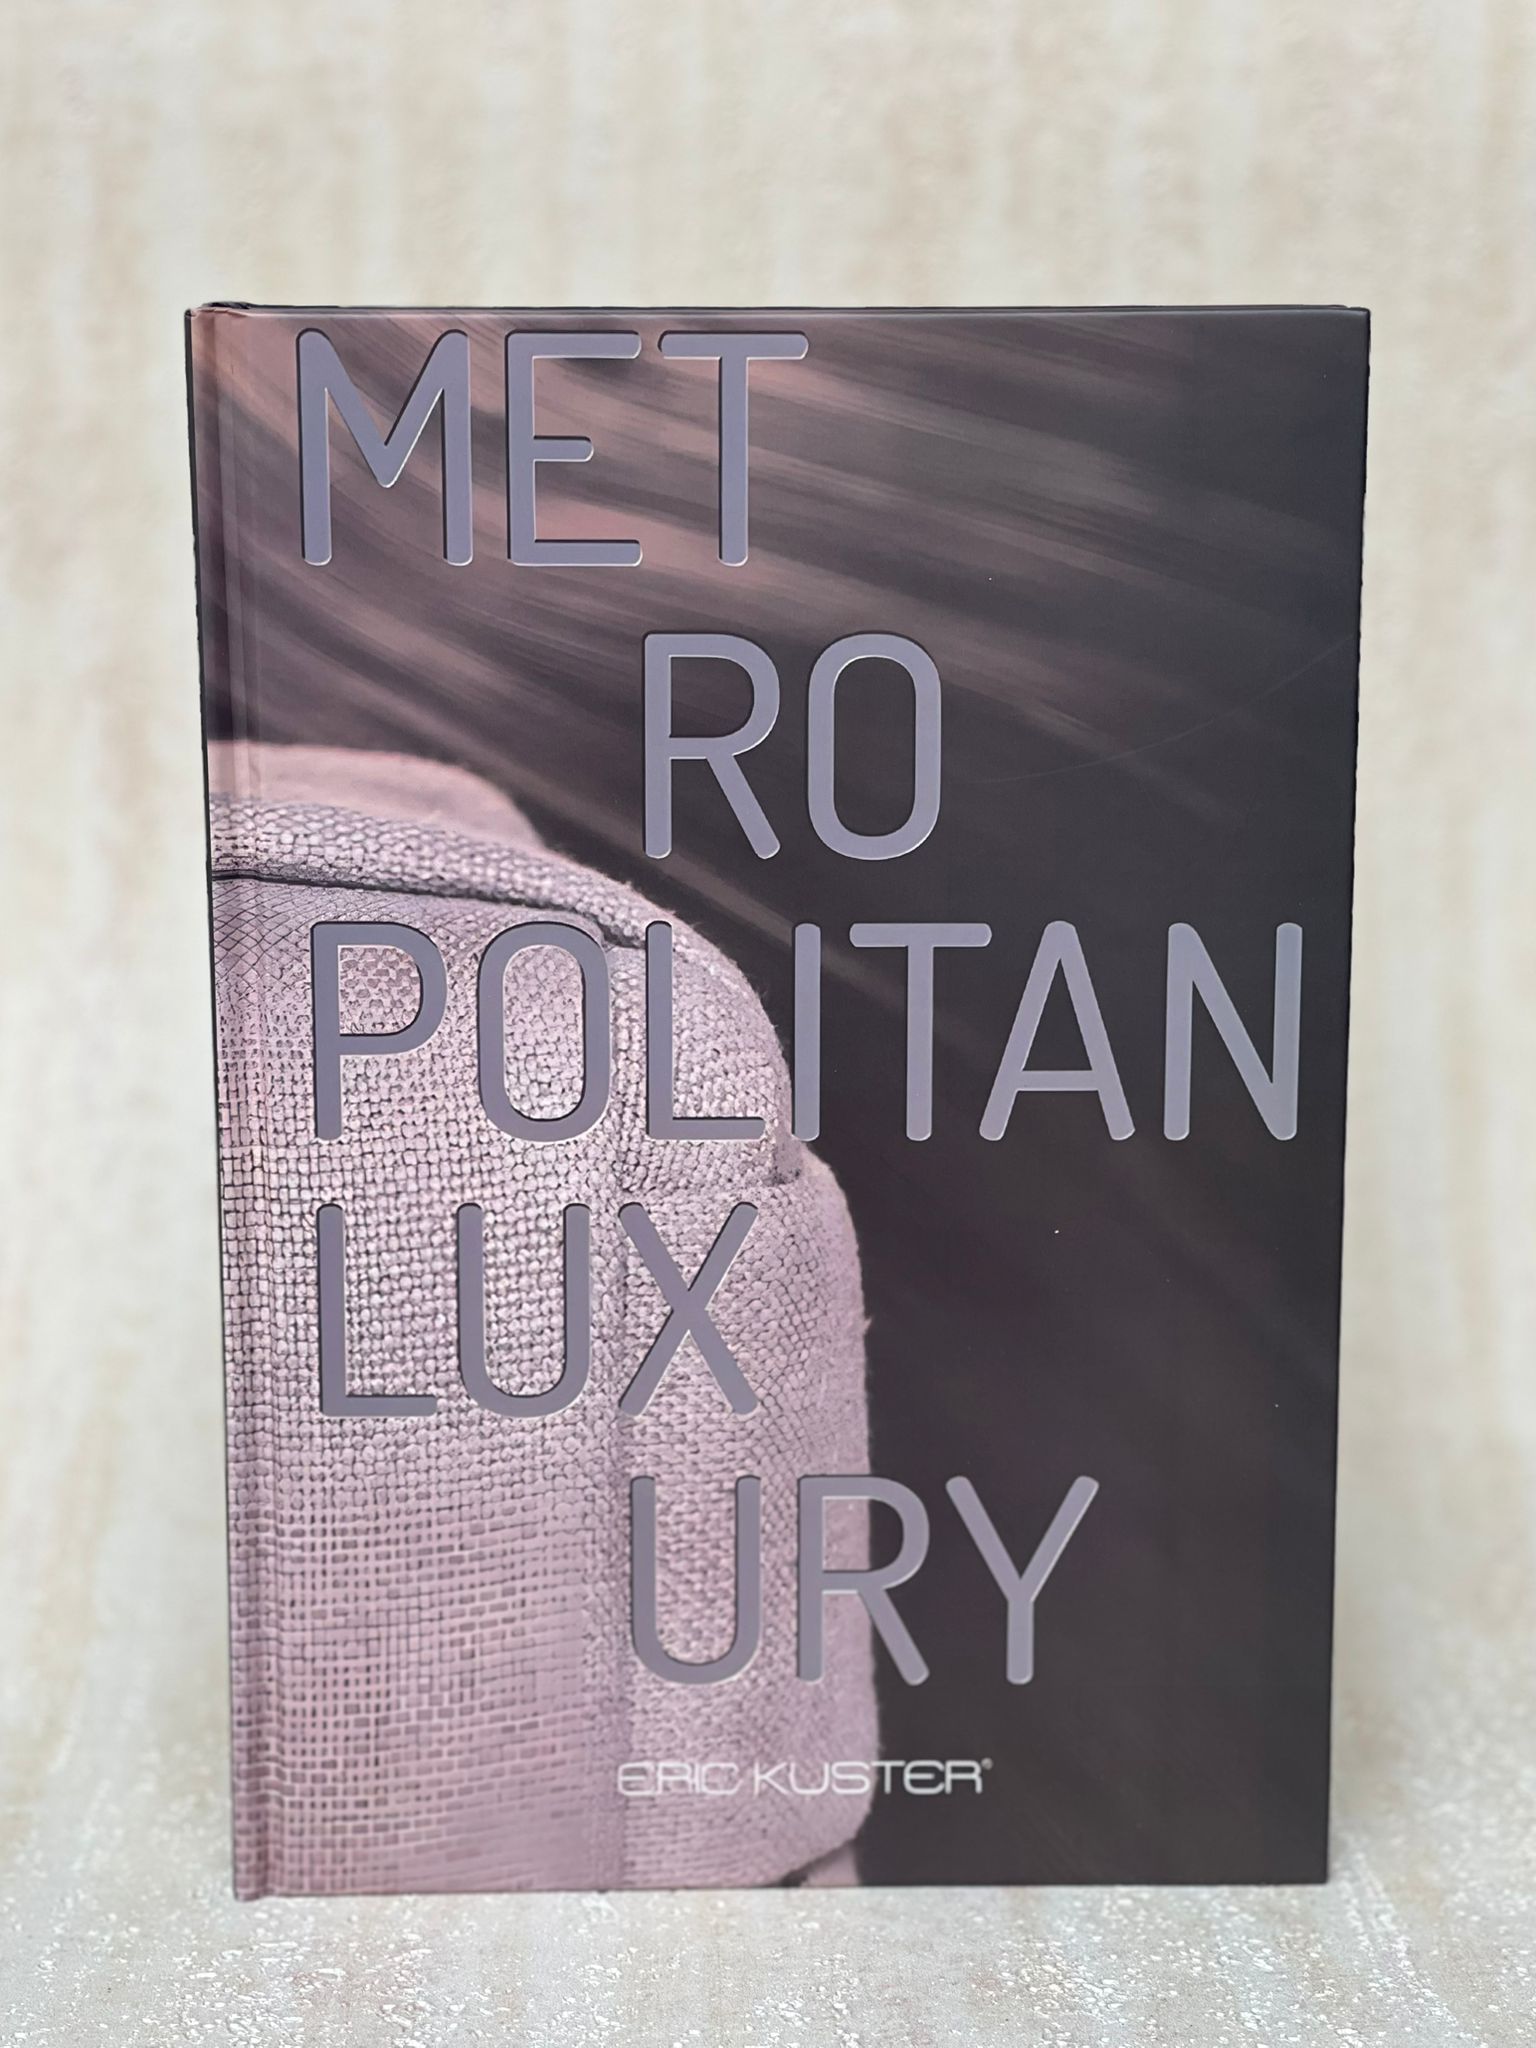 MET
RO
POLITAN
LUX
URY
ERIC KUSTER®